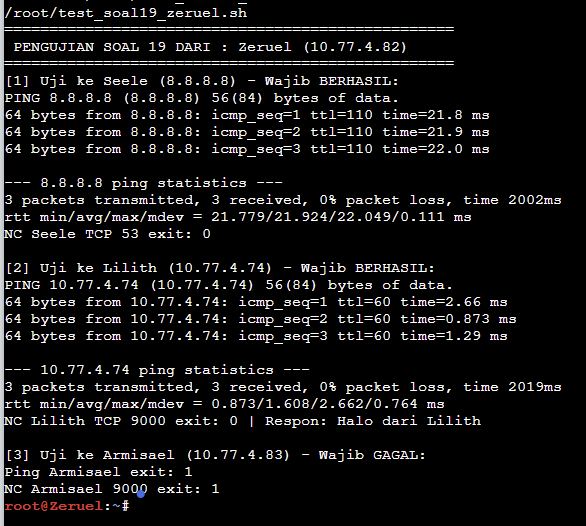 /root/test_soal19_zeruel.sh
====================================================
 PENGUJIAN SOAL 19 DARI : Zeruel (10.77.4.82)
====================================================
[1] Uji ke Seele (8.8.8.8) - Wajib BERHASIL:
PING 8.8.8.8 (8.8.8.8) 56(84) bytes of data.
64 bytes from 8.8.8.8: icmp_seq=1 ttl=110 time=21.8 ms
64 bytes from 8.8.8.8: icmp_seq=2 ttl=110 time=21.9 ms
64 bytes from 8.8.8.8: icmp_seq=3 ttl=110 time=22.0 ms

--- 8.8.8.8 ping statistics ---
3 packets transmitted, 3 received, 0% packet loss, time 2002ms
rtt min/avg/max/mdev = 21.779/21.924/22.049/0.111 ms
NC Seele TCP 53 exit: 0

[2] Uji ke Lilith (10.77.4.74) - Wajib BERHASIL:
PING 10.77.4.74 (10.77.4.74) 56(84) bytes of data.
64 bytes from 10.77.4.74: icmp_seq=1 ttl=60 time=2.66 ms
64 bytes from 10.77.4.74: icmp_seq=2 ttl=60 time=0.873 ms
64 bytes from 10.77.4.74: icmp_seq=3 ttl=60 time=1.29 ms

--- 10.77.4.74 ping statistics ---
3 packets transmitted, 3 received, 0% packet loss, time 2019ms
rtt min/avg/max/mdev = 0.873/1.608/2.662/0.764 ms
NC Lilith TCP 9000 exit: 0 | Respon: Halo dari Lilith

[3] Uji ke Armisael (10.77.4.83) - Wajib GAGAL:
Ping Armisael exit: 1
NC Armisael 9000 exit: 1
root@Zeruel:~#